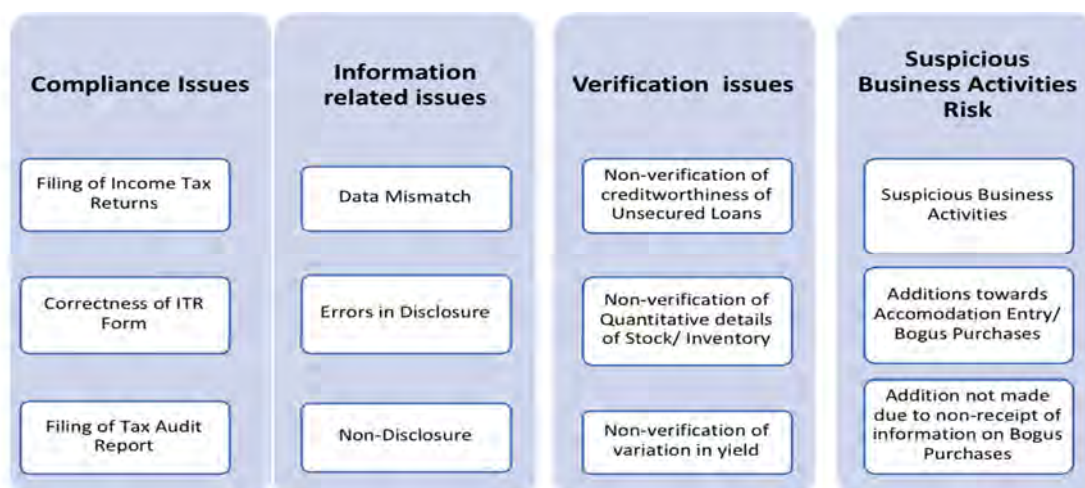 Compliance Issues
Filing of Income Tax
Returns
Correctness of ITR
Form
Filing of Tax Audit
Report
Information
related issues
Data Mismatch
Errors in Disclosure
Non-Disclosure
Verification issues
Non-verification of
creditworthiness of
Unsecured Loans
Non-verification of
Quantitative details
of Stock/ Inventory
Non-verification of
variation in yield
Suspicious
Business Activities
Risk
Suspicious Business
Activities
Additions towards
Accomodation Entry/
Bogus Purchases
Addition not made
due to non-receipt of
information on Bogus
Purchases